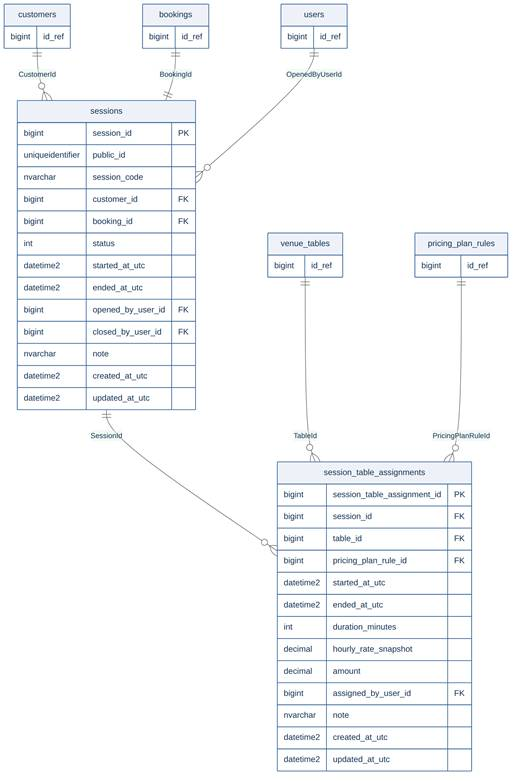 customers
bigint id_ref
bookings
bigint id_ref
users
bigint id_ref
CustomerId
BookingId
OpenedByUserId
sessions
bigint session_id PK
uniqueidentifier public_id
nvarchar session_code
bigint customer_id FK
bigint booking_id FK
int status
datetime2 started_at_utc
datetime2 ended_at_utc
bigint opened_by_user_id FK
bigint closed_by_user_id FK
nvarchar note
datetime2 created_at_utc
datetime2 updated_at_utc
venue_tables
bigint id_ref
pricing_plan_rules
bigint id_ref
SessionId
TableId
PricingPlanRuleId
session_table_assignments
bigint session_table_assignment_id PK
bigint session_id FK
bigint table_id FK
bigint pricing_plan_rule_id FK
datetime2 started_at_utc
datetime2 ended_at_utc
int duration_minutes
decimal hourly_rate_snapshot
decimal amount
bigint assigned_by_user_id FK
nvarchar note
datetime2 created_at_utc
datetime2 updated_at_utc